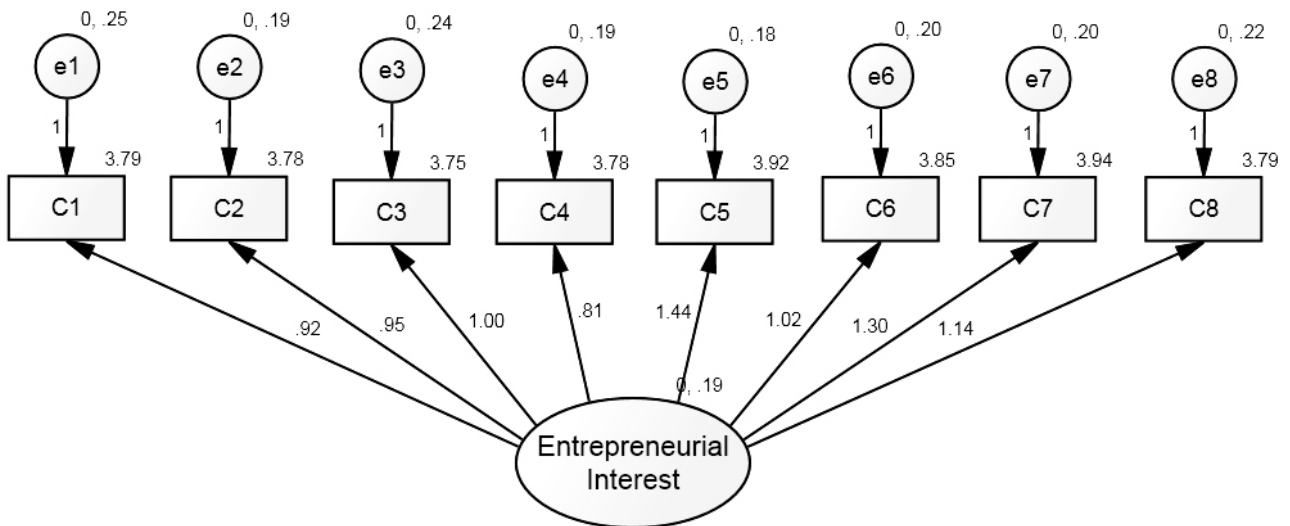 0, .25
0, .19
0, .24
0, .19
0, .18
0, .20
0, .20
0, .22
e1
e2
e3
e4
e5
e6
e7
e8
1
1
1
1
1
1
1
1
3.79
3.78
3.75
3.78
3.92
3.85
3.94
3.79
C1
C2
C3
C4
C5
C6
C7
C8
.92
.95
1.00
.81
1.44
1.02
1.30
1.14
0, .19
Entrepreneurial
Interest